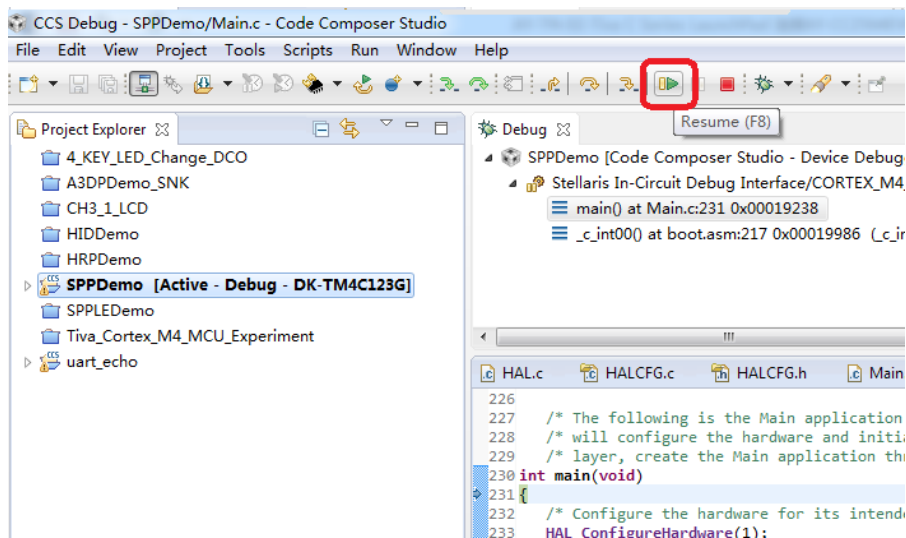 CCS Debug - SPPDemo/Main.c - Code Composer Studio
File Edit View Project Tools Scripts Run Window Help
Resume (F8)
Project Explorer
4_KEY_LED_Change_DCO
A3DPDemo_SNK
CH3_1_LCD
HIDDemo
HRPDemo
SPPDemo [Active - Debug - DK-TM4C123G]
SPPLEDemo
Tiva_Cortex_M4_MCU_Experiment
uart_echo
Debug
SPPDemo [Code Composer Studio - Device Debug
Stellaris In-Circuit Debug Interface/CORTEX_M4
main() at Main.c:231 0x00019238
_c_int00() at boot.asm:217 0x00019986 (_c_in
HAL.c HALCFG.c HALCFG.h Main
226
227 /* The following is the Main application
228 /* will configure the hardware and initia
229 /* layer, create the Main application thr
230 int main(void)
231 {
232 /* Configure the hardware for its intende
233 HAL_ConfigureHardware(1);